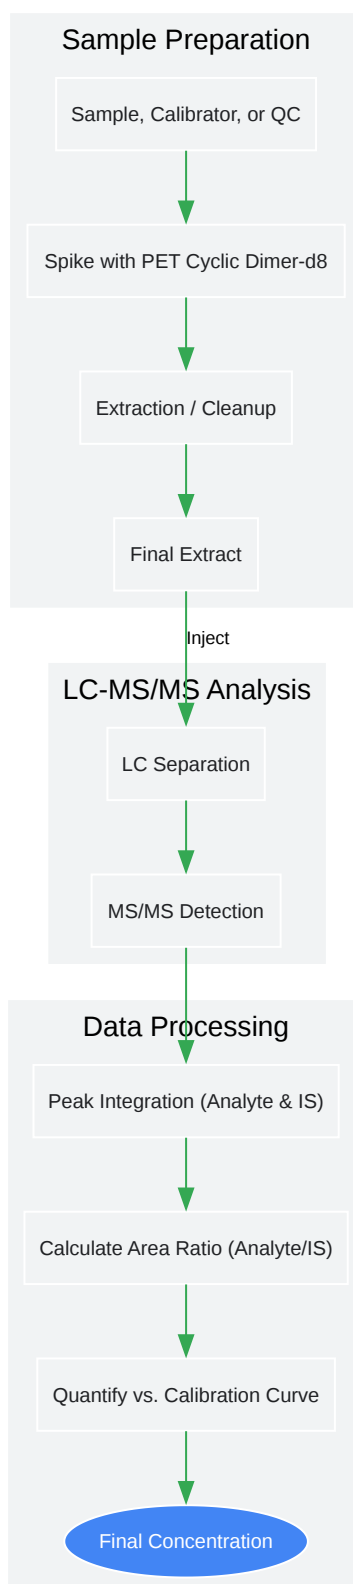 Sample Preparation
Sample, Calibrator, or QC
Spike with PET Cyclic Dimer-d8
Extraction / Cleanup
Final Extract
Inject
LC-MS/MS Analysis
LC Separation
MS/MS Detection
Data Processing
Peak Integration (Analyte & IS)
Calculate Area Ratio (Analyte/IS)
Quantify vs. Calibration Curve
Final Concentration